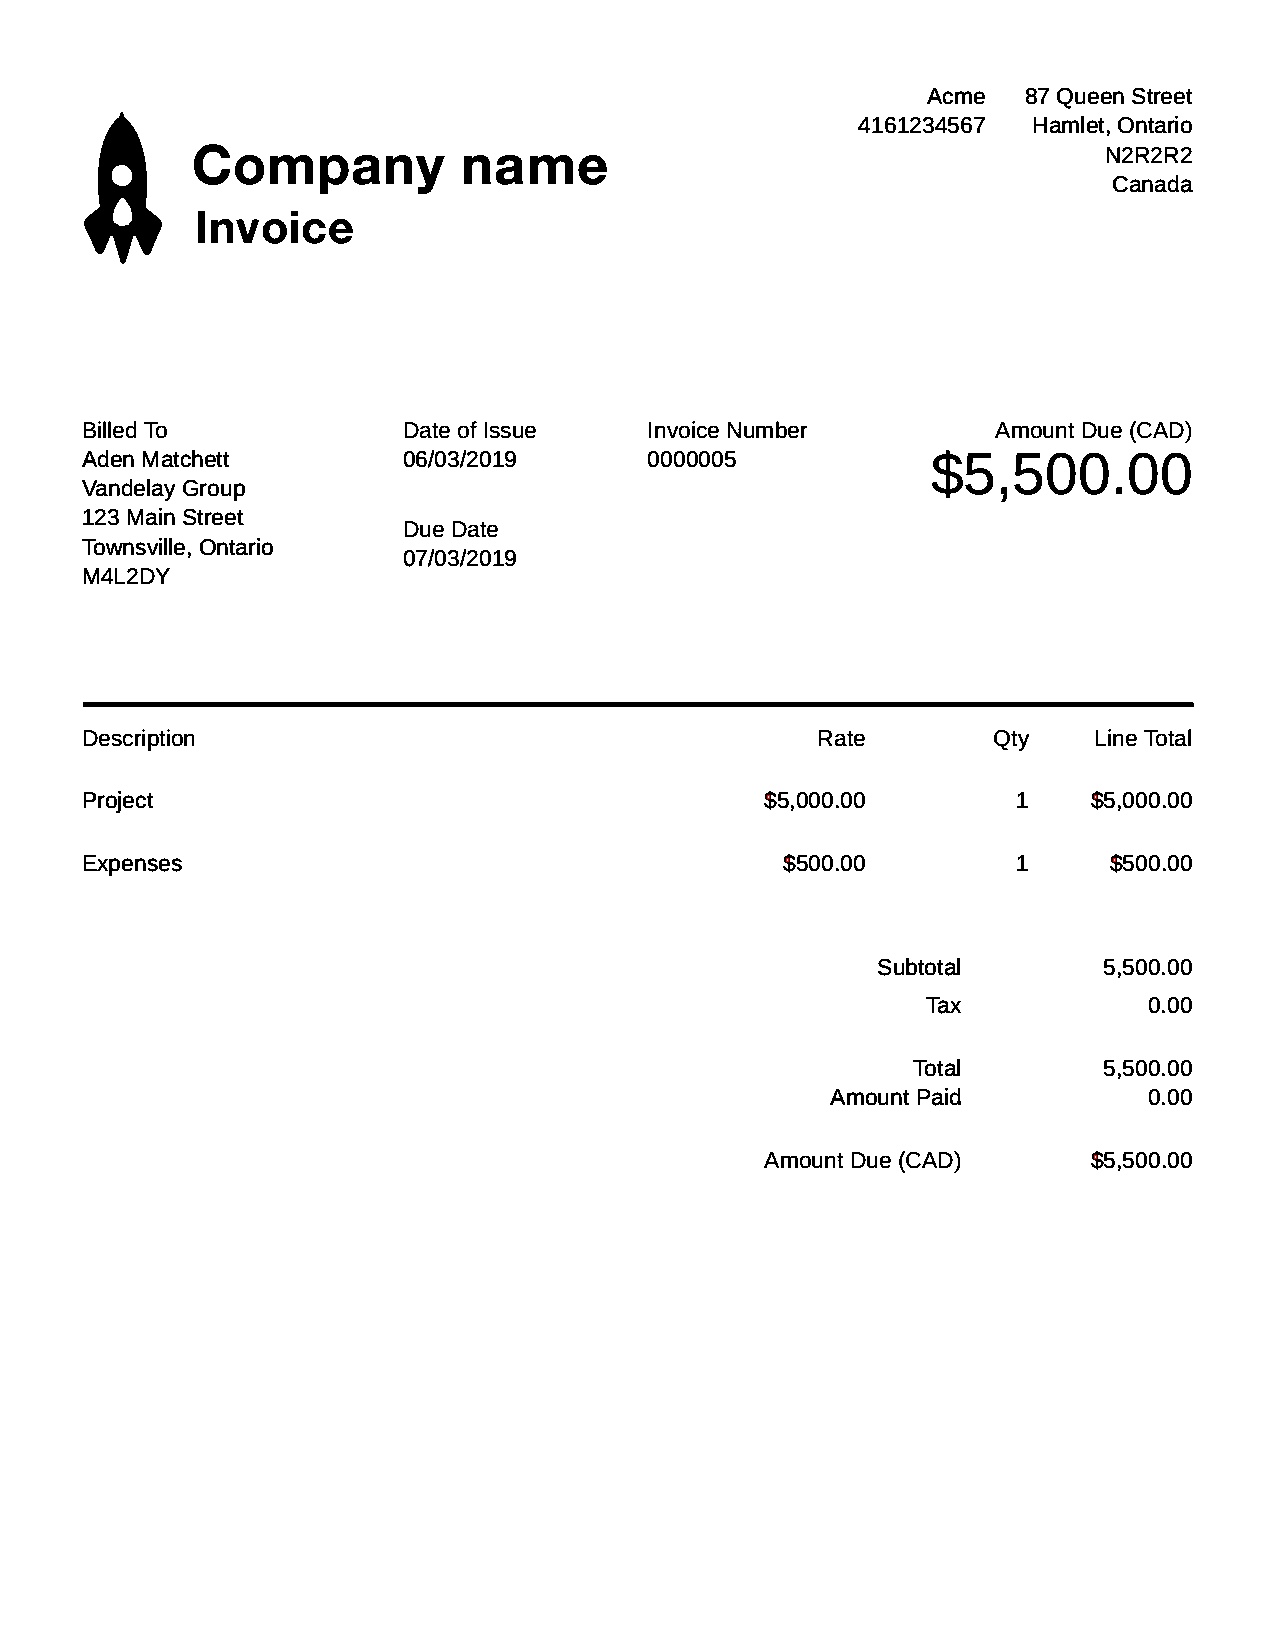 Acme 87 Queen Street
4161234567 Hamlet, Ontario
N2R2R2
Canada
Company name
Invoice
Billed To
Aden Matchett
Vandelay Group
123 Main Street
Townsville, Ontario
M4L2DY
Date of Issue
06/03/2019
Due Date
07/03/2019
Invoice Number
0000005
Amount Due (CAD)
$5,500.00
Description Rate Qty Line Total
Project $5,000.00 1 $5,000.00
Expenses $500.00 1 $500.00
Subtotal 5,500.00
Tax 0.00
Total 5,500.00
Amount Paid 0.00
Amount Due (CAD) $5,500.00